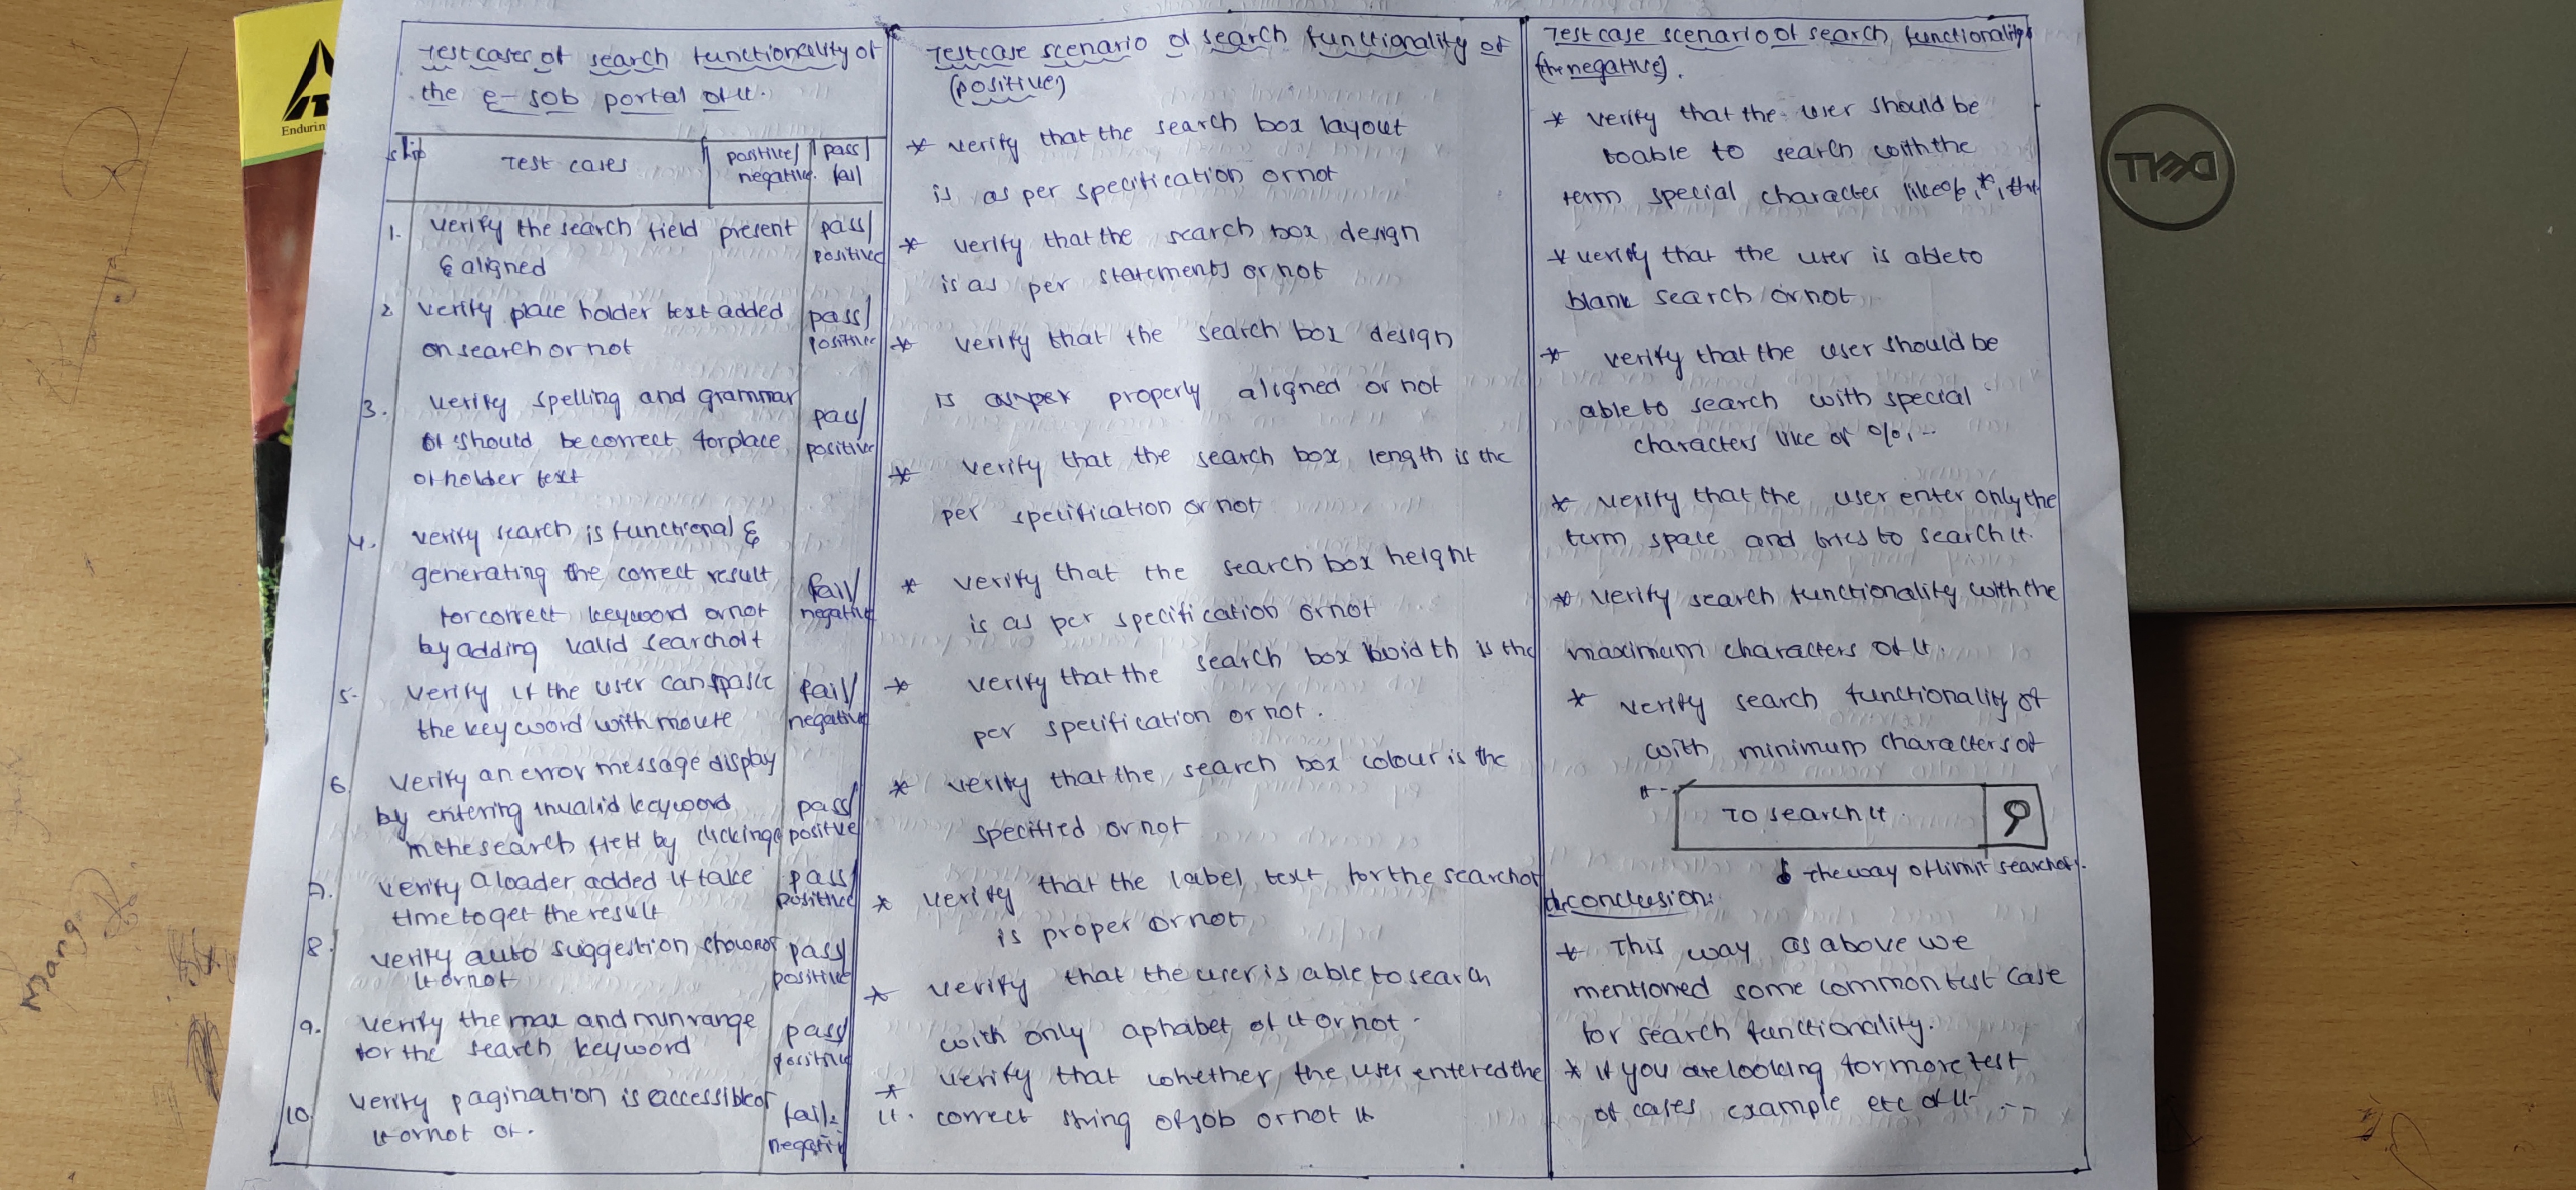 Test cases of search functionality of
the E-Job portal of it..
s.no
Test cases
positive/
negative
pass/
fail
1. verify the search field present
& aligned
pass/
positive
2. verify place holder text added
on search or not
pass/
positive
3. verify spelling and grammar
should be correct for place
of holder text
pass/
positive
4. verify search is functional &
generating the correct result
for correct keyword or not
by adding valid search of it
fail/
negative
5. verify if the user can paste
the keyword with mouse
fail/
negative
6. verify an error message display
by entering invalid keyword
in the search field by clicking
pass/
positive
7. verify a loader added it take
time to get the result
pass/
positive
8. verify auto suggestion shown
it or not
pass/
positive
9. verify the max and min range
for the search keyword
pass/
positive
10. verify pagination is accessible
it or not of..
fail/
negative
Test case scenario of search functionality of
(positive)
* verify that the search box layout
is as per specification or not
* verify that the search box design
is as per statements or not
* verify that the search box design
is as per properly aligned or not
* verify that the search box length is the
per specification or not
* verify that the search box height
is as per specification or not
* verify that the search box width is the
per specification or not.
* verify that the search box colour is the
specified or not
* verify that the label, text for the search of
is proper or not
* verify that the user is able to search
with only aphabet of it or not.
* verify that whether the user entered the
it. correct string of job or not it
Test case scenario of search functionality
(the negative).
* verify that the user should be
to search with the
term special character like
* verify that the user is able to
blank search or not
* verify that the user should be
able to search with special
characters like of %,--
* verify that the user enter only the
term space and tries to search it.
* verify search functionality with the
maximum characters of it.
* verify search functionality of
with minimum characters of
it--
To search it.
the way of limit search of.
conclusion:
* This way as above we
mentioned some common test case
for search functionality.
* if you are looking for more test
of cases example etc of it --
Enduring
DELL
Mang